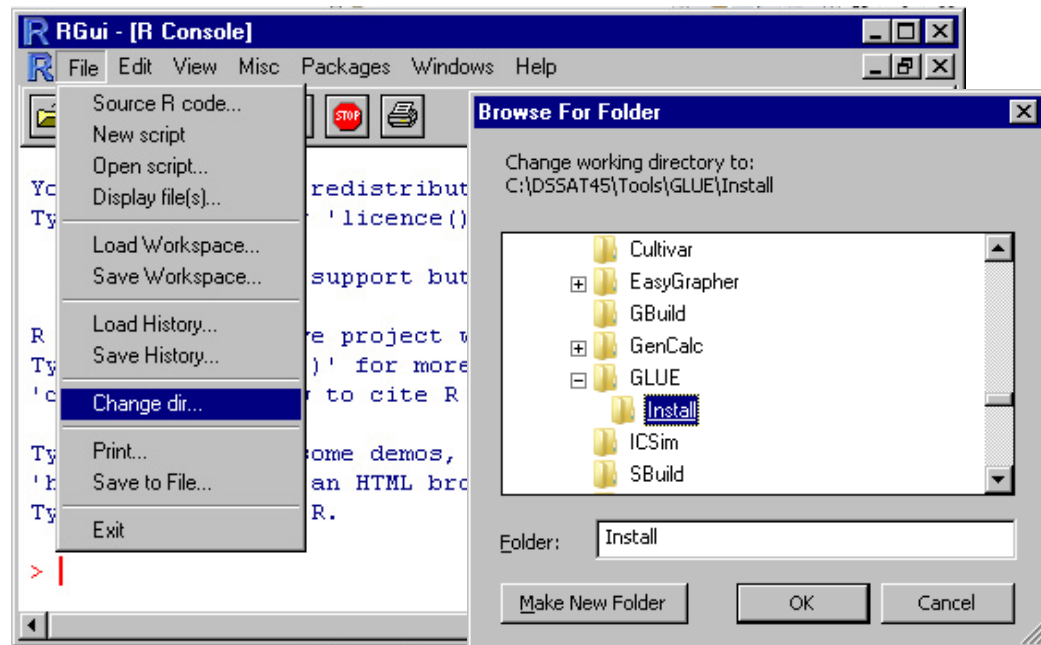 RGui - [R Console]
File Edit View Misc Packages Windows Help
Source R code...
New script
Open script...
Display file(s)...
Load Workspace...
Save Workspace...
Load History...
Save History...
Change dir...
Print...
Save to File...
Exit
STOP
redistribut
Ty 'licence()
support but
R e project w
Ty )' for more
'c to cite R
Ty ome demos,
'h an HTML bro
Ty R.
>
Browse For Folder
Change working directory to:
C:\DSSAT45\Tools\GLUE\Install
Cultivar
EasyGrapher
GBuild
GenCalc
GLUE
Install
ICSim
SBuild
Folder: Install
Make New Folder OK Cancel